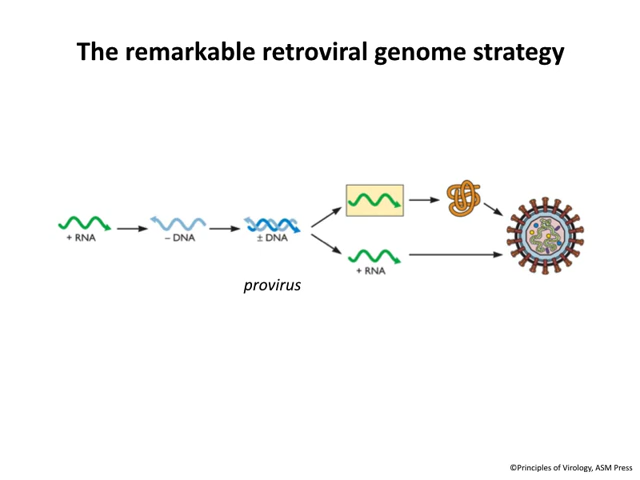 The remarkable retroviral genome strategy
+ RNA
– DNA
± DNA
+ RNA
provirus
©Principles of Virology, ASM Press